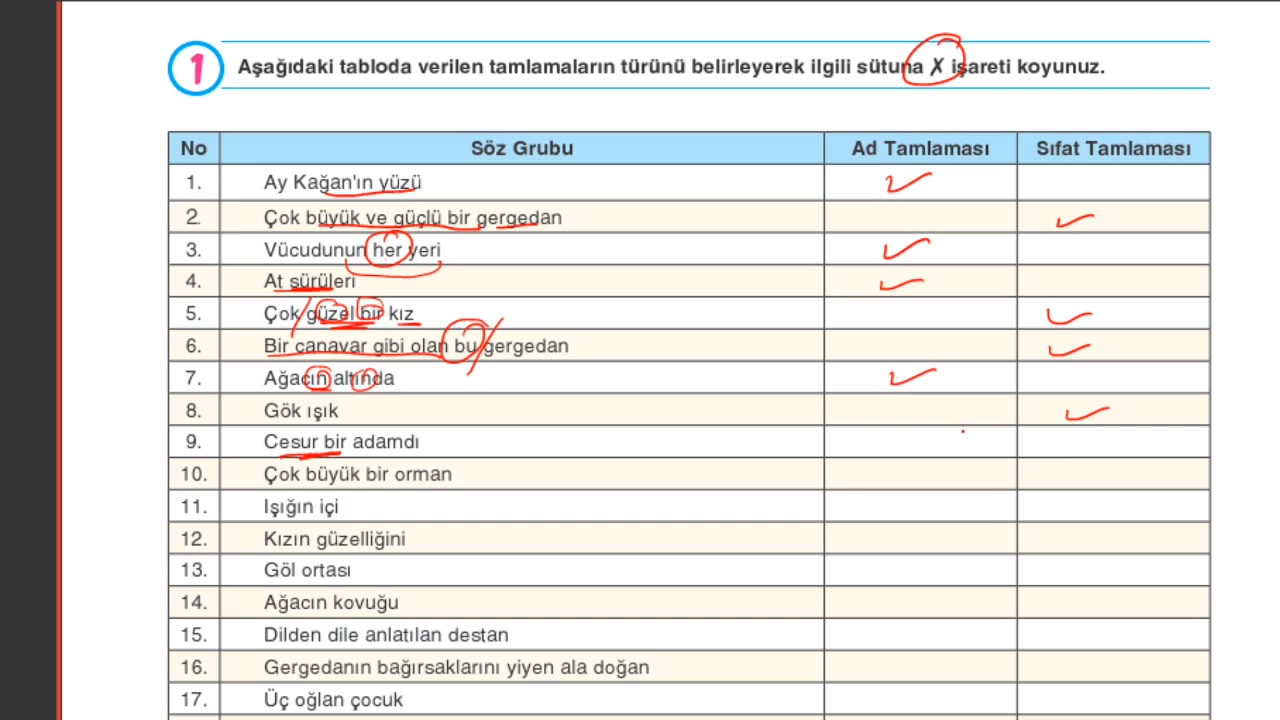 1 Aşağıdaki tabloda verilen tamlamaların türünü belirleyerek ilgili sütuna ✗ işareti koyunuz.
No Söz Grubu Ad Tamlaması Sıfat Tamlaması
1. Ay Kağan'ın yüzü ✓
2. Çok büyük ve güçlü bir gergedan ✓
3. Vücudunun her yeri ✓
4. At sürüleri ✓
5. Çok güzel bir kız ✓
6. Bir canavar gibi olan bu gergedan ✓
7. Ağacın altında ✓
8. Gök ışık ✓
9. Cesur bir adamdı
10. Çok büyük bir orman
11. Işığın içi
12. Kızın güzelliğini
13. Göl ortası
14. Ağacın kovuğu
15. Dilden dile anlatılan destan
16. Gergedanın bağırsaklarını yiyen ala doğan
17. Üç oğlan çocuk